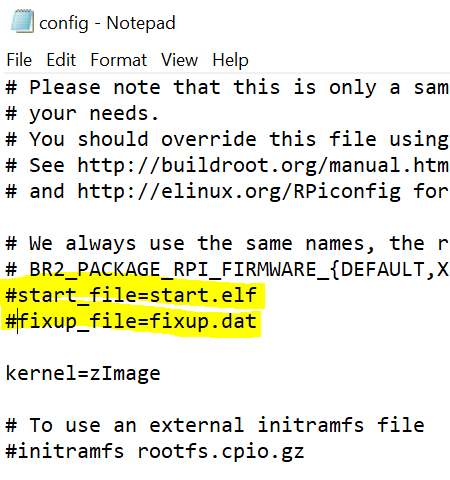 config - Notepad
File Edit Format View Help
# Please note that this is only a sam
# your needs.
# You should override this file using
# See http://buildroot.org/manual.htm
# and http://elinux.org/RPiconfig for
# We always use the same names, the r
# BR2_PACKAGE_RPI_FIRMWARE_{DEFAULT,X
#start_file=start.elf
#fixup_file=fixup.dat
kernel=zImage
# To use an external initramfs file
#initramfs rootfs.cpio.gz